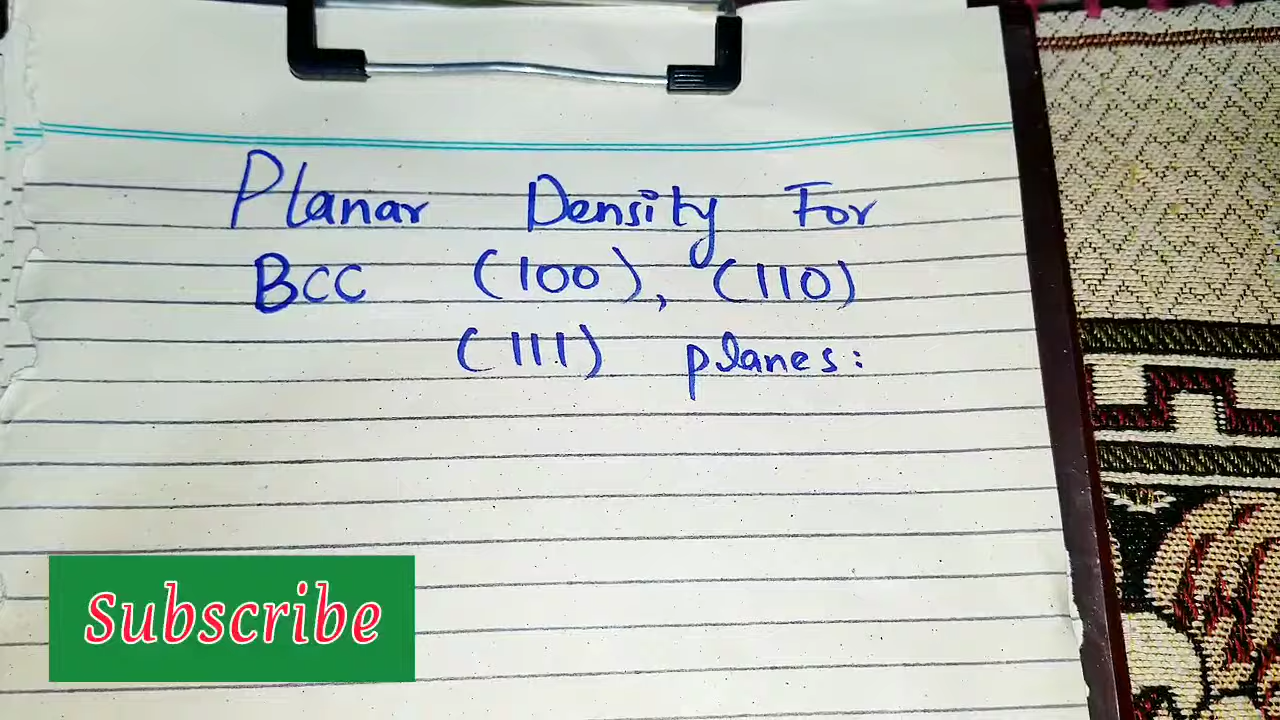 Planar Density For
BCC (100), (110)
(111) planes:
Subscribe